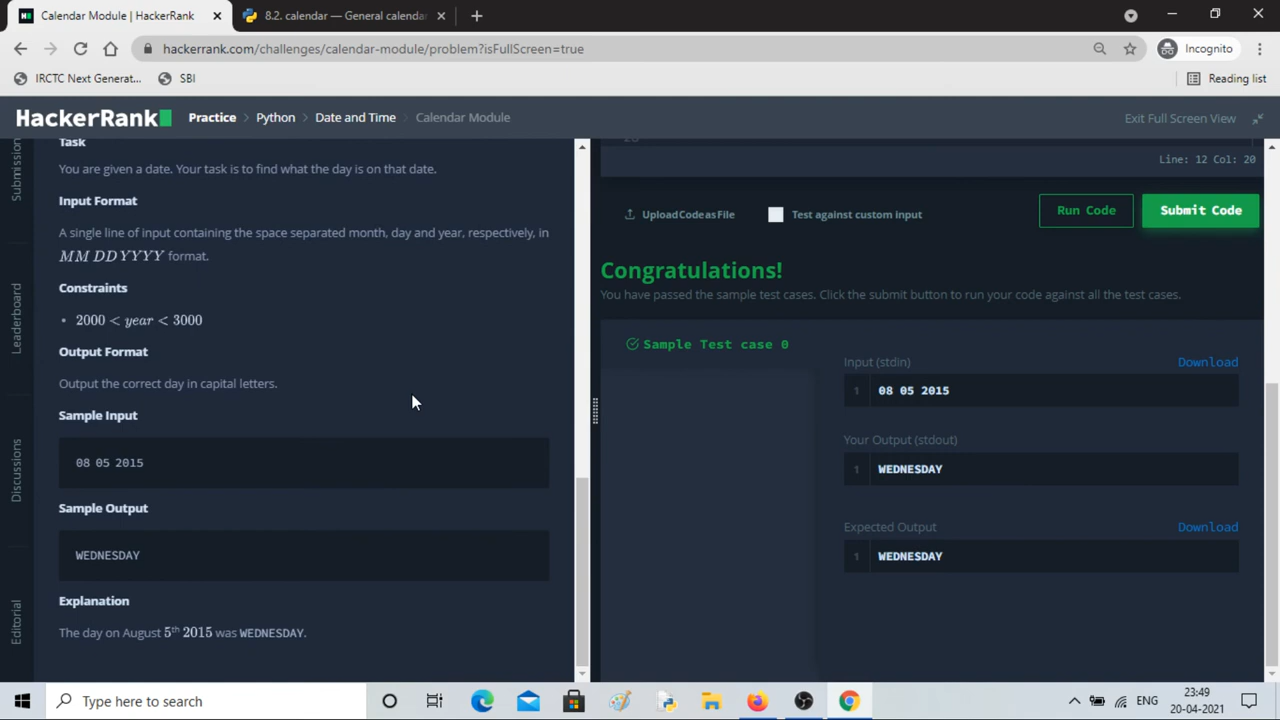 Calendar Module | HackerRank
8.2. calendar — General calendar
hackerrank.com/challenges/calendar-module/problem?isFullScreen=true
Incognito
IRCTC Next Generat...
SBI
Reading list
HackerRank
Practice > Python > Date and Time > Calendar Module
Exit Full Screen View
Submission
Leaderboard
Discussions
Editorial
Task
You are given a date. Your task is to find what the day is on that date.
Input Format
A single line of input containing the space separated month, day and year, respectively, in
MM DD YYYY format.
Constraints
• 2000 < year < 3000
Output Format
Output the correct day in capital letters.
Sample Input
08 05 2015
Sample Output
WEDNESDAY
Explanation
The day on August 5th 2015 was WEDNESDAY.
Line: 12 Col: 20
Upload Code as File
Test against custom input
Run Code
Submit Code
Congratulations!
You have passed the sample test cases. Click the submit button to run your code against all the test cases.
Sample Test case 0
Input (stdin)
Download
1 08 05 2015
Your Output (stdout)
1 WEDNESDAY
Expected Output
Download
1 WEDNESDAY
Type here to search
ENG
23:49
20-04-2021